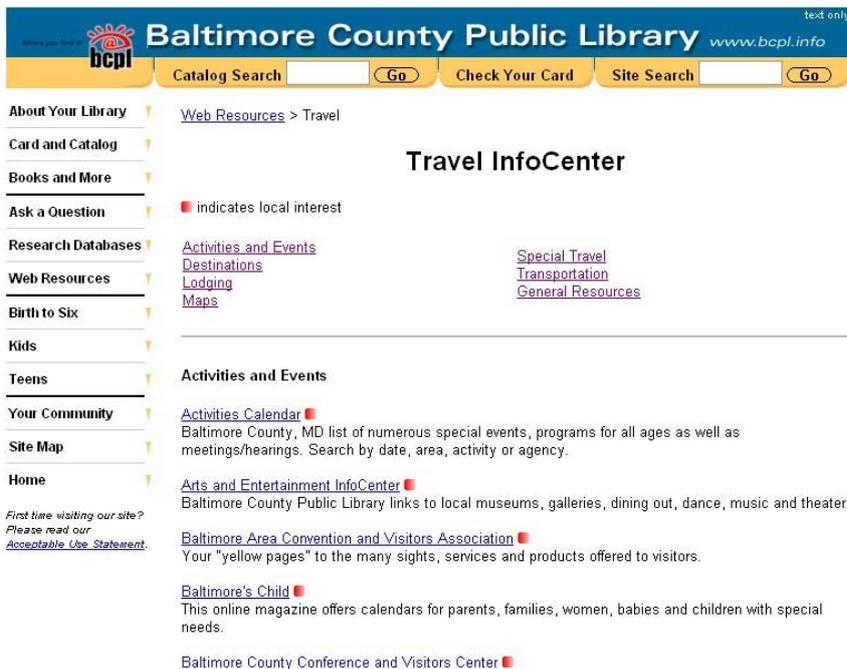 text only
Baltimore County Public Library www.bcpl.info
bcpl
Catalog Search Go Check Your Card Site Search Go
About Your Library
Card and Catalog
Books and More
Ask a Question
Research Databases
Web Resources
Birth to Six
Kids
Teens
Your Community
Site Map
Home
First time visiting our site?
Please read our
Acceptable Use Statement.
Web Resources > Travel
Travel InfoCenter
indicates local interest
Activities and Events
Destinations
Lodging
Maps
Special Travel
Transportation
General Resources
Activities and Events
Activities Calendar
Baltimore County, MD list of numerous special events, programs for all ages as well as
meetings/hearings. Search by date, area, activity or agency.
Arts and Entertainment InfoCenter
Baltimore County Public Library links to local museums, galleries, dining out, dance, music and theater
Baltimore Area Convention and Visitors Association
Your "yellow pages" to the many sights, services and products offered to visitors.
Baltimore's Child
This online magazine offers calendars for parents, families, women, babies and children with special
needs.
Baltimore County Conference and Visitors Center